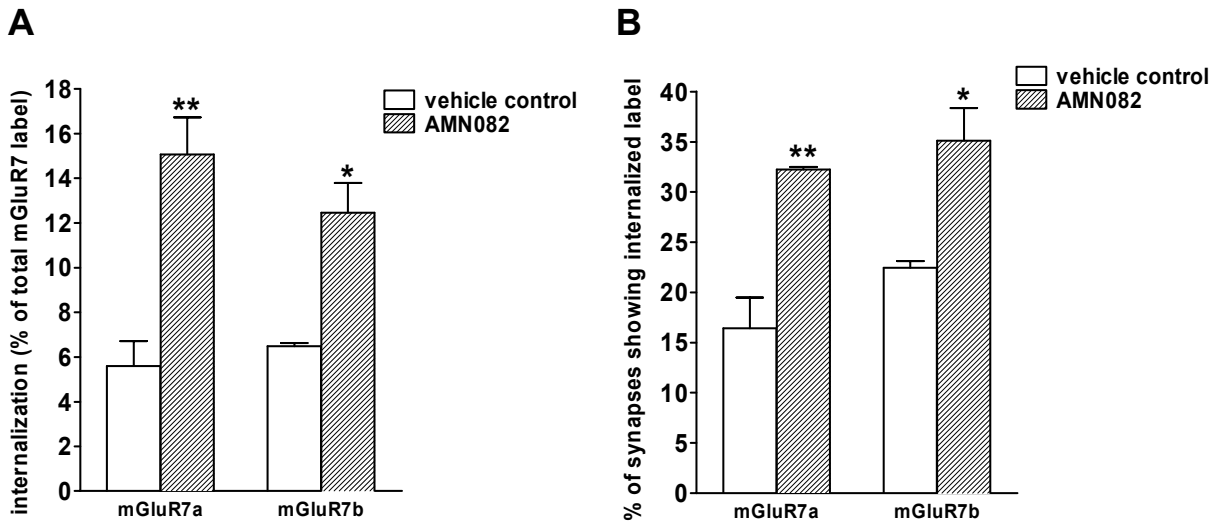 A
internalization (% of total mGluR7 label)
18
16
14
12
10
8
6
4
2
0
**
*
vehicle control
AMN082
mGluR7a
mGluR7b
B
% of synapses showing internalized label
40
35
30
25
20
15
10
5
0
**
*
vehicle control
AMN082
mGluR7a
mGluR7b